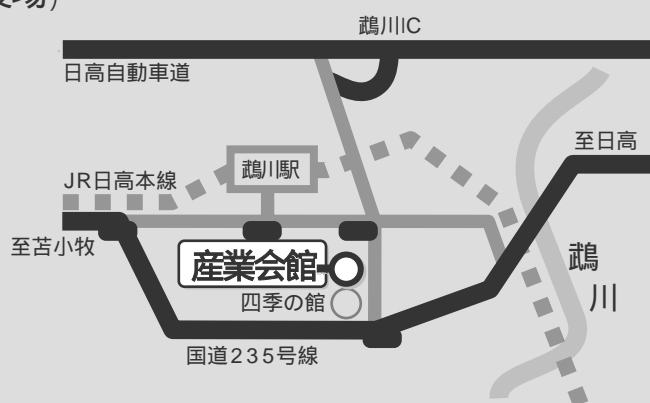 場）
鵡川IC
日高自動車道
至日高
鵡川駅
JR日高本線
至苫小牧
産業会館
鵡川
四季の館
国道235号線